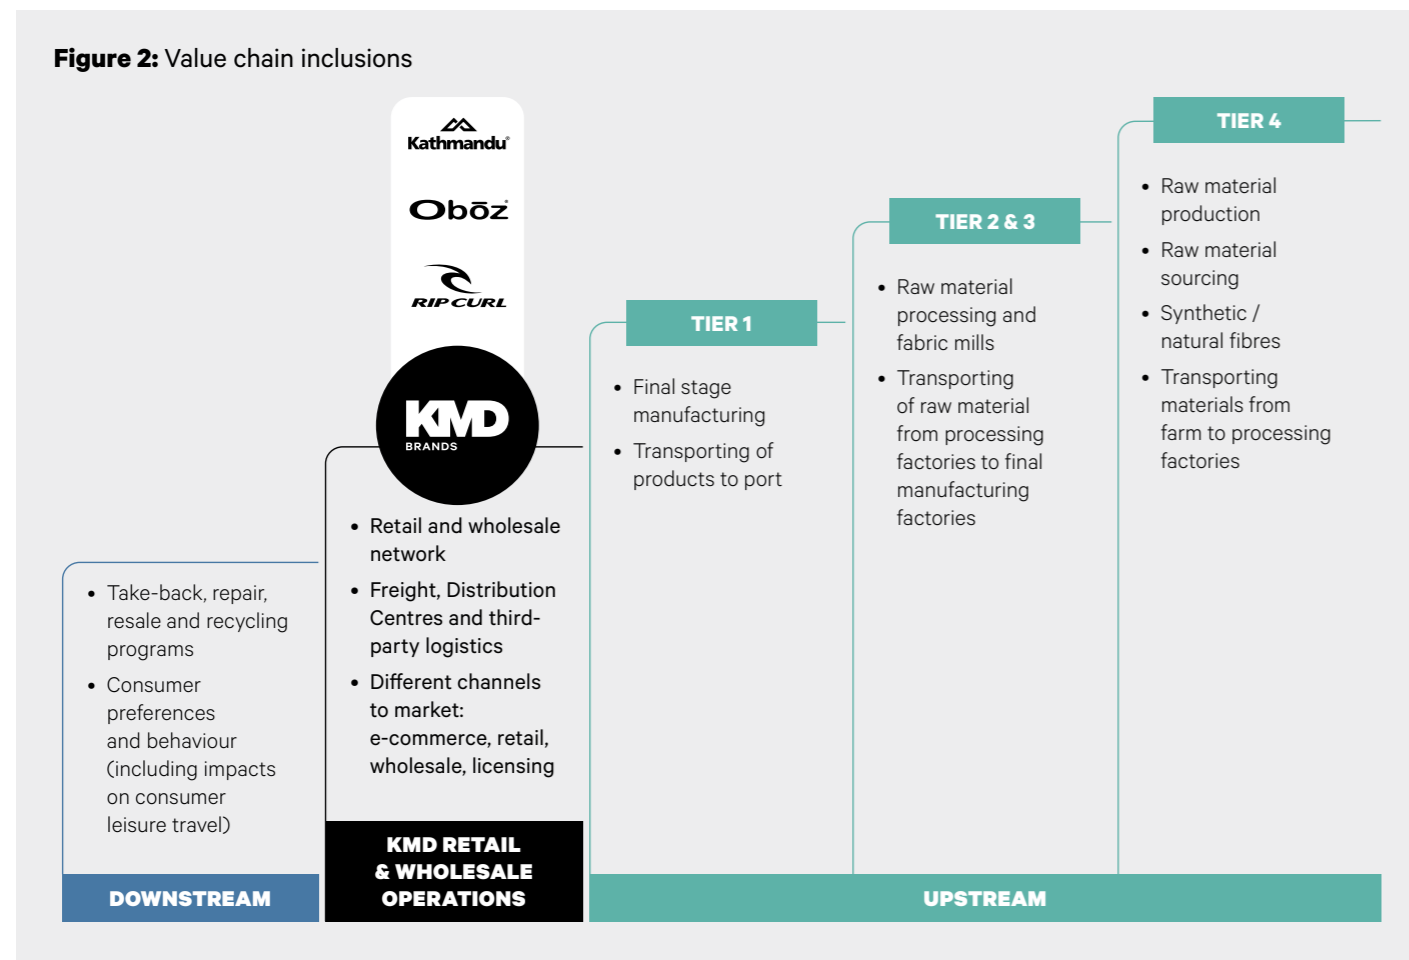 Figure 2: Value chain inclusions
Kathmandu®
Obōz®
RIP CURL
KMD
BRANDS
• Take-back, repair,
resale and recycling
programs
• Consumer
preferences
and behaviour
(including impacts
on consumer
leisure travel)
DOWNSTREAM
• Retail and wholesale
network
• Freight, Distribution
Centres and third-
party logistics
• Different channels
to market:
e-commerce, retail,
wholesale, licensing
KMD RETAIL
& WHOLESALE
OPERATIONS
TIER 1
• Final stage
manufacturing
• Transporting of
products to port
TIER 2 & 3
• Raw material
processing and
fabric mills
• Transporting
of raw material
from processing
factories to final
manufacturing
factories
TIER 4
• Raw material
production
• Raw material
sourcing
• Synthetic /
natural fibres
• Transporting
materials from
farm to processing
factories
UPSTREAM